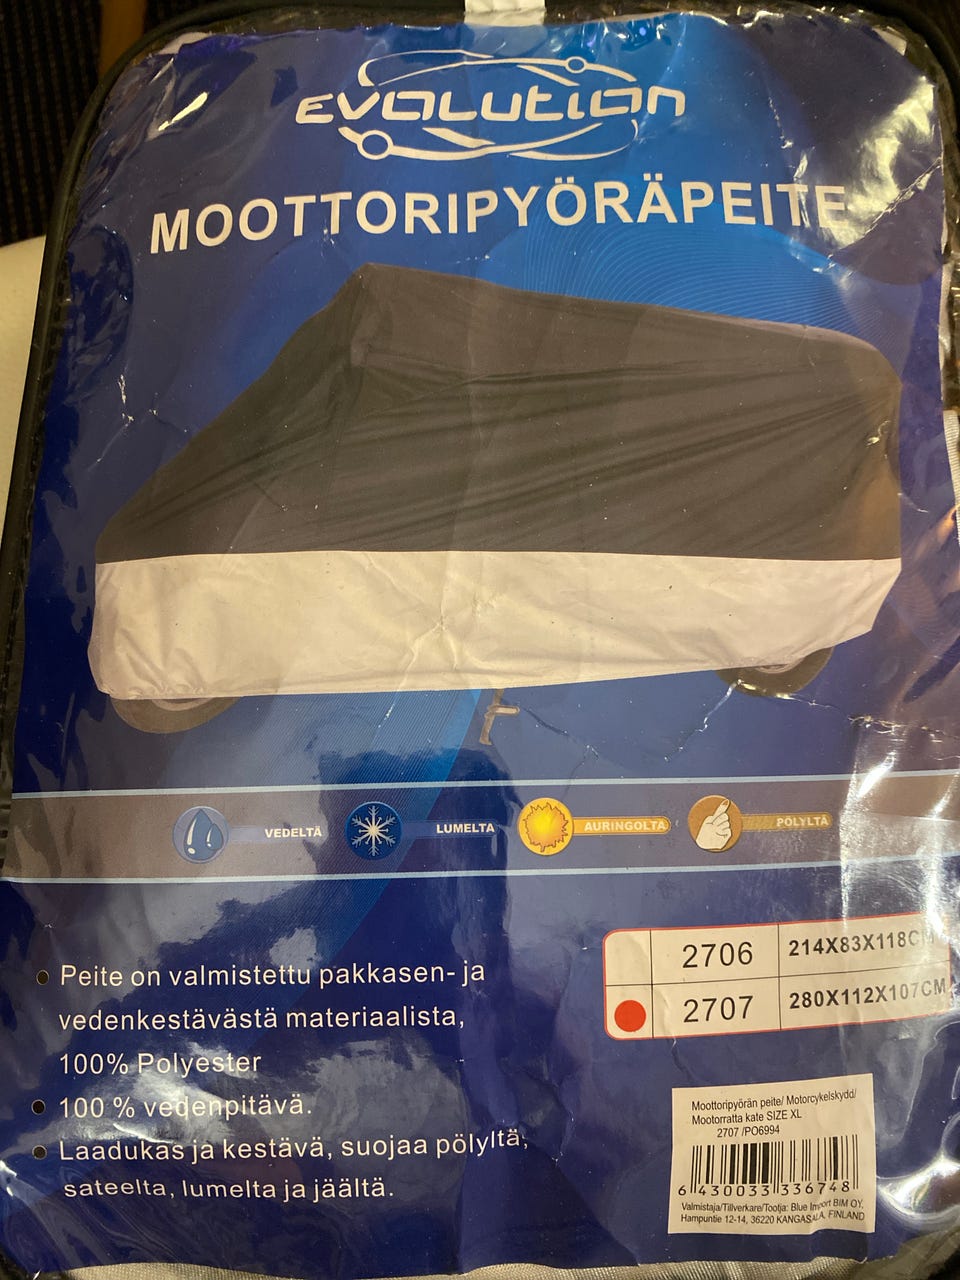 EVOLUTION
MOOTTORIPYÖRÄPEITE
VEDELTÄ
LUMELTA
AURINGOLTA
PÖLYLTÄ
2706 214X83X118CM
2707 280X112X107CM
Peite on valmistettu pakkasen- ja
vedenkestävästä materiaalista,
100% Polyester
100 % vedenpitävä.
Laadukas ja kestävä, suojaa pölyltä,
sateelta, lumelta ja jäältä.
Moottoripyörän peite/ Motorcykelskydd/
Mootorratta kate SIZE XL
2707 /PO6994
6 430033 336748
Valmistaja/Tillverkare/Tootja: Blue Import BIM OY,
Hampuntie 12-14, 36220 KANGASALA, FINLAND